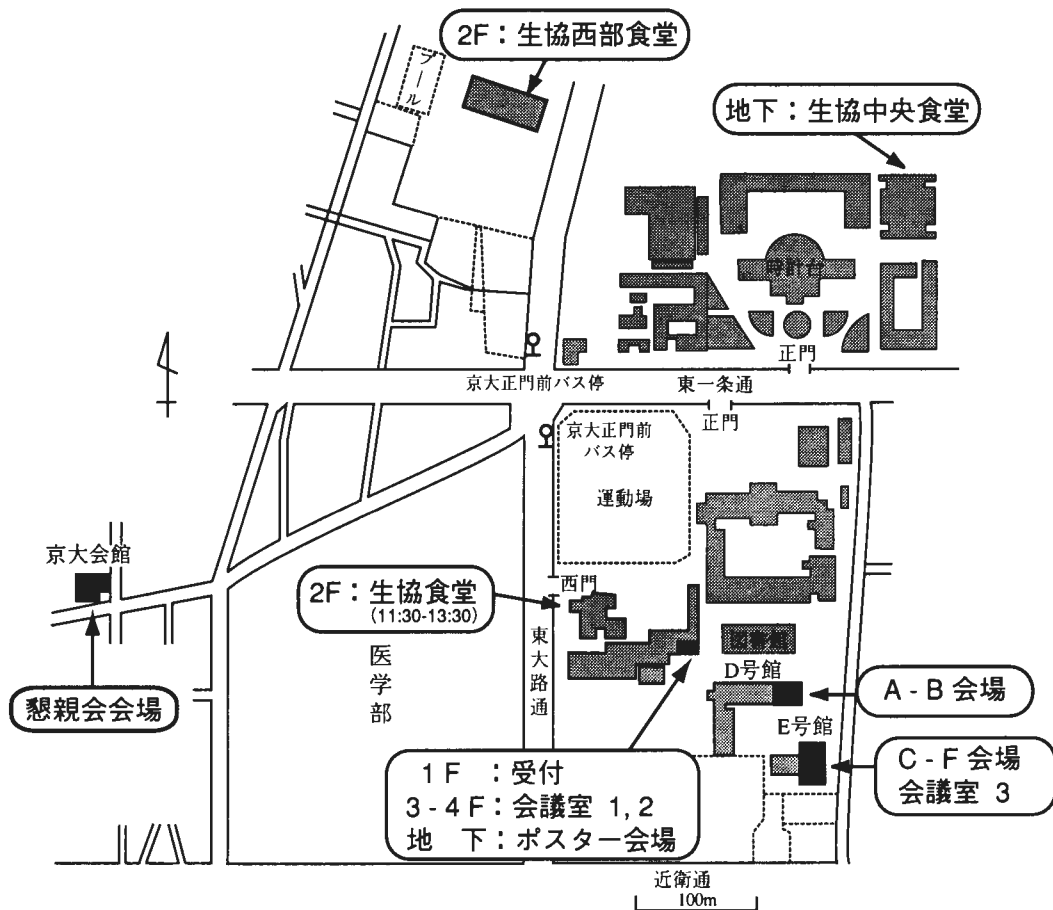 2F：生協西部食堂
プール
地下：生協中央食堂
時計台
正門
京大正門前バス停
東一条通
正門
京大正門前
バス停
運動場
京大会館
西門
2F：生協食堂
(11:30-13:30)
図書館
D号館
医学部
東大路通
A - B 会場
懇親会会場
E号館
1 F ：受付
3 - 4 F：会議室 1, 2
地　下：ポスター会場
C - F 会場
会議室 3
近衛通
100m